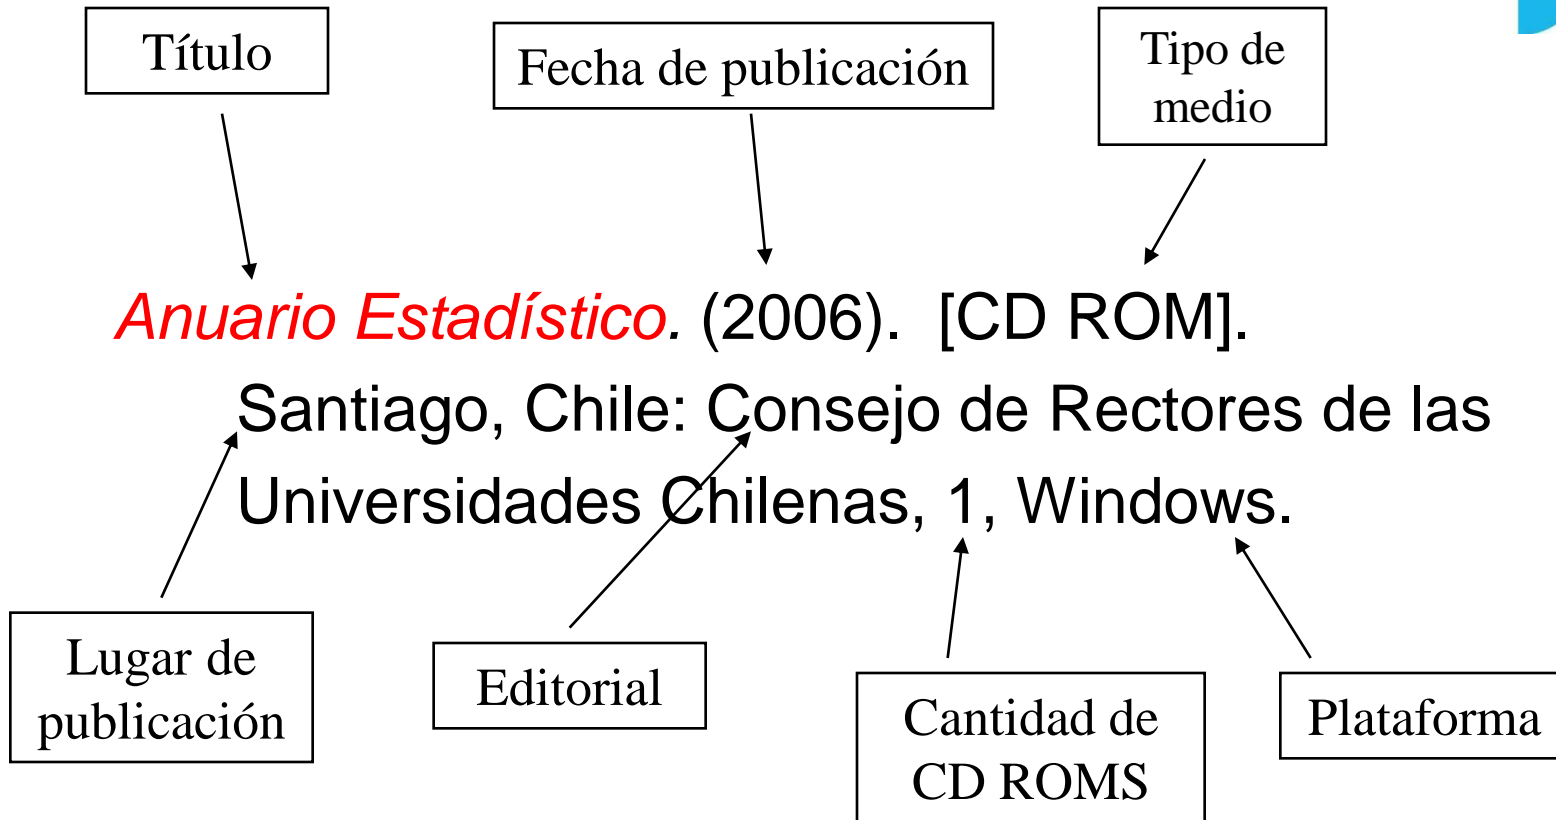 Título
Fecha de publicación
Tipo de
medio
Anuario Estadístico. (2006).  [CD ROM].
Santiago, Chile: Consejo de Rectores de las
Universidades Chilenas, 1, Windows.
Lugar de
publicación
Editorial
Cantidad de
CD ROMS
Plataforma